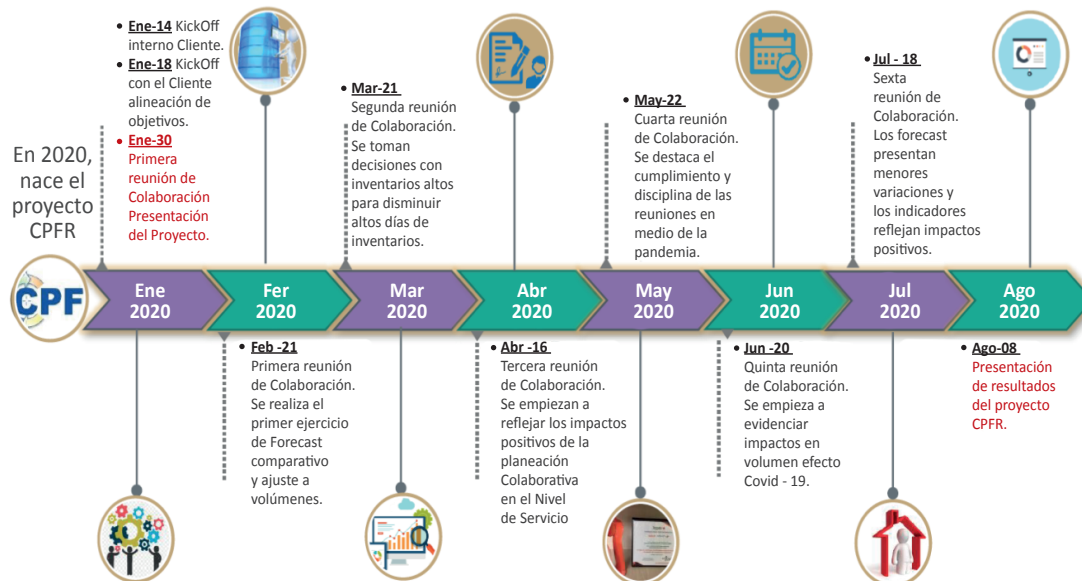 En 2020,
nace el
proyecto
CPFR
• Ene-14 KickOff
interno Cliente.
• Ene-18 KickOff
con el Cliente
alineación de
objetivos.
• Ene-30
Primera
reunión de
Colaboración
Presentación
del Proyecto.
• Mar-21
Segunda reunión
de Colaboración.
Se toman
decisiones con
inventarios altos
para disminuir
altos días de
inventarios.
• May-22
Cuarta reunión
de Colaboración.
Se destaca el
cumplimiento y
disciplina de las
reuniones en
medio de la
pandemia.
• Jul - 18
Sexta
reunión de
Colaboración.
Los forecast
presentan
menores
variaciones y
los indicadores
reflejan impactos
positivos.
CPF
Ene
2020
Fer
2020
Mar
2020
Abr
2020
May
2020
Jun
2020
Jul
2020
Ago
2020
• Feb -21
Primera reunión
de Colaboración.
Se realiza el
primer ejercicio
de Forecast
comparativo
y ajuste a
volúmenes.
• Abr -16
Tercera reunión
de Colaboración.
Se empiezan a
reflejar los impactos
positivos de la
planeación
Colaborativa
en el Nivel
de Servicio
• Jun -20
Quinta reunión
de Colaboración.
Se empieza a
evidenciar
impactos en
volumen efecto
Covid - 19.
• Ago-08
Presentación
de resultados
del proyecto
CPFR.